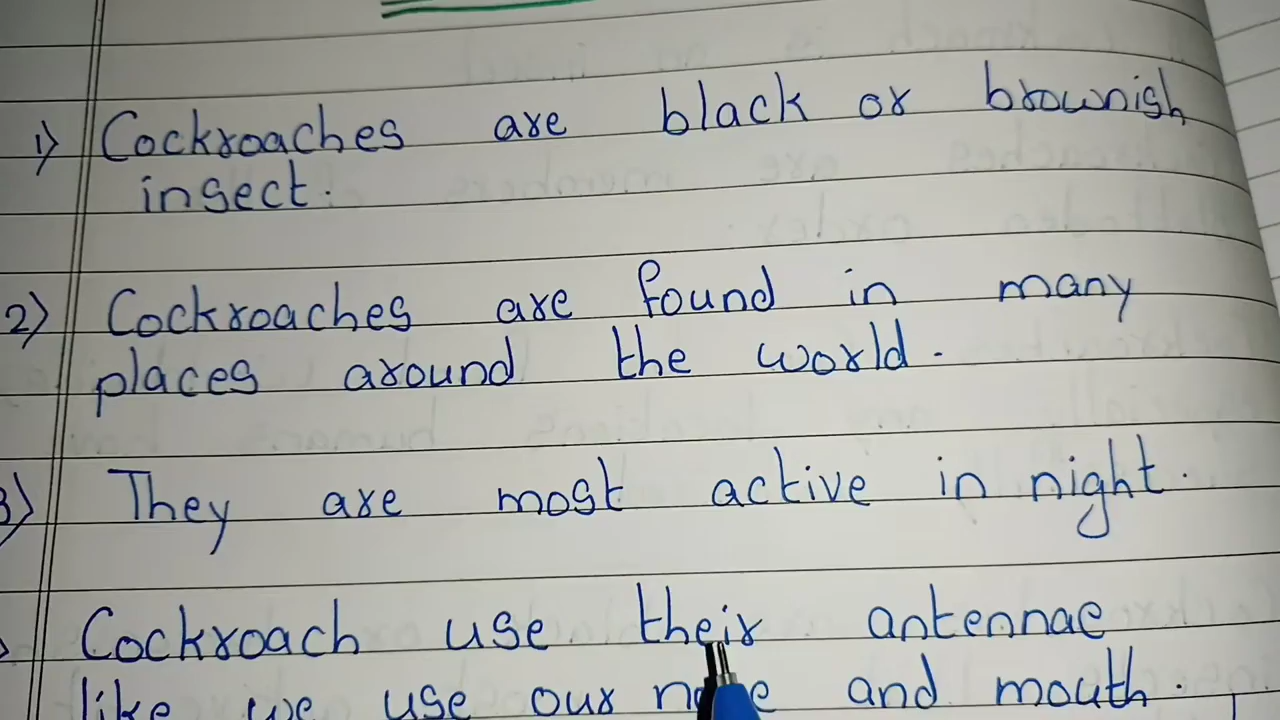 1) Cockroaches are black or brownish
insect.
2) Cockroaches are found in many
places around the world.
3) They are most active in night.
Cockroach use their antennae
like we use our and mouth.